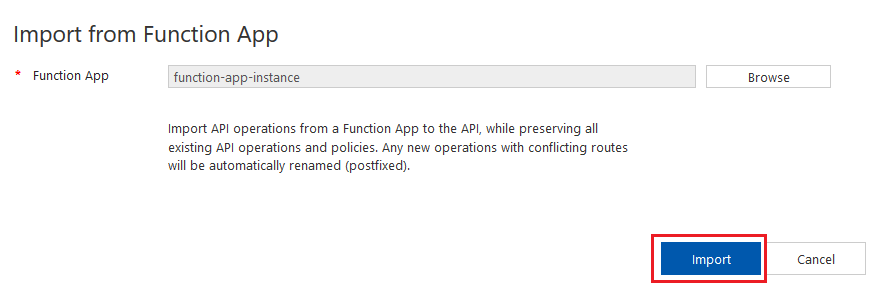 Import from Function App
* Function App function-app-instance Browse
Import API operations from a Function App to the API, while preserving all
existing API operations and policies. Any new operations with conflicting routes
will be automatically renamed (postfixed).
Import Cancel